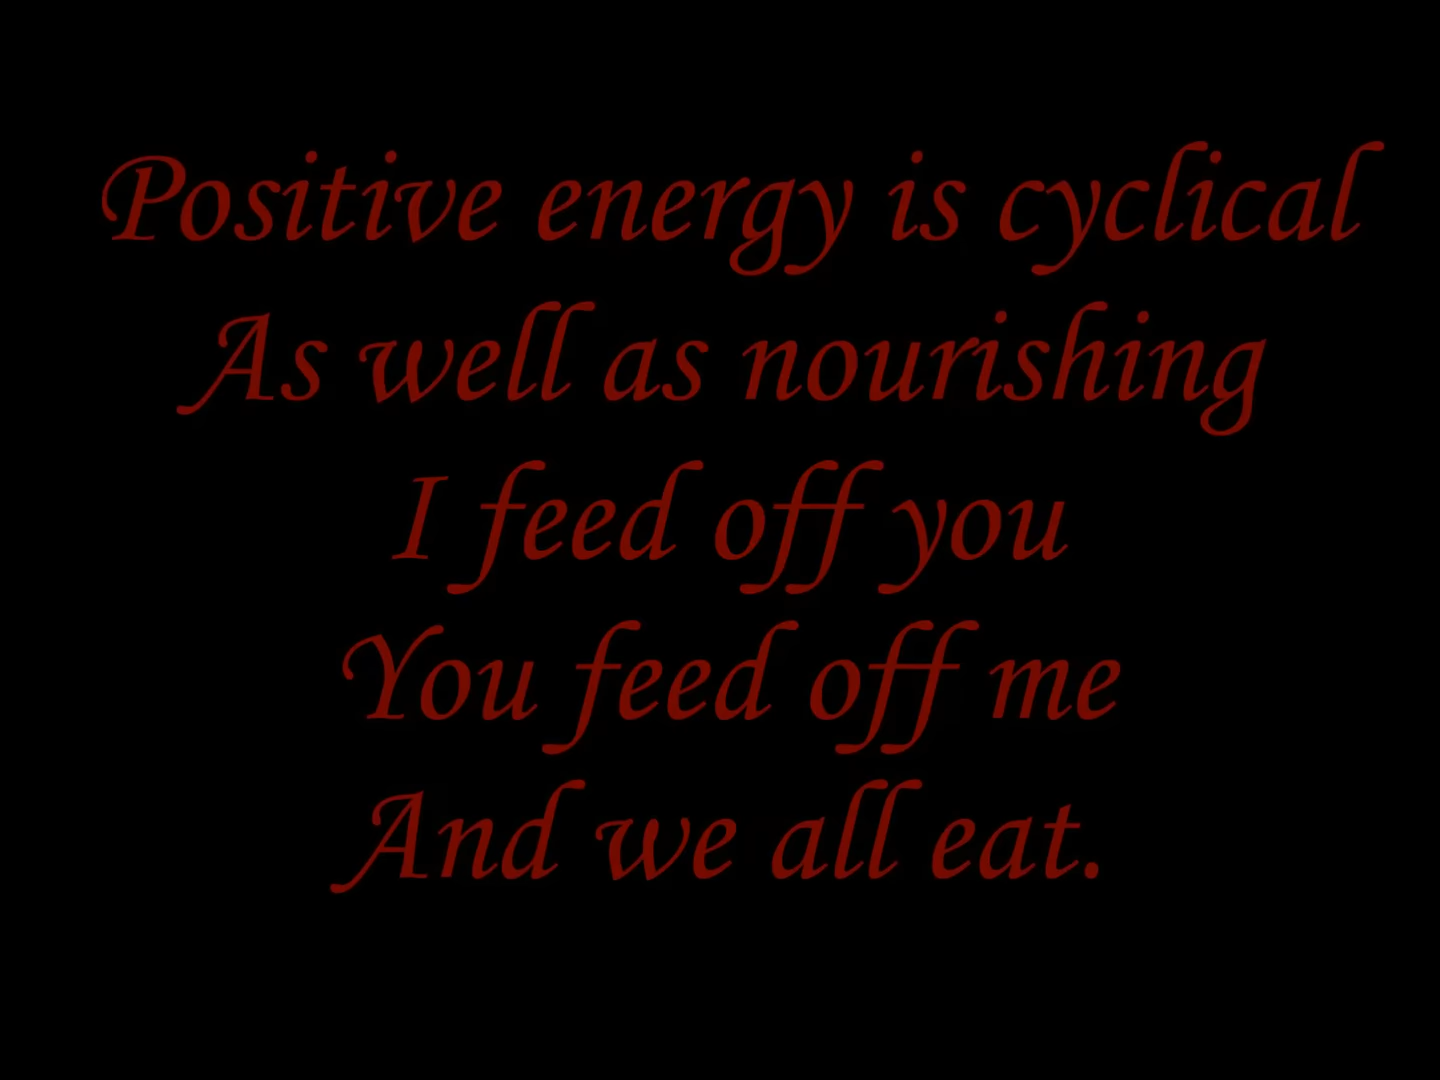 Positive energy is cyclical
As well as nourishing
I feed off you
You feed off me
And we all eat.